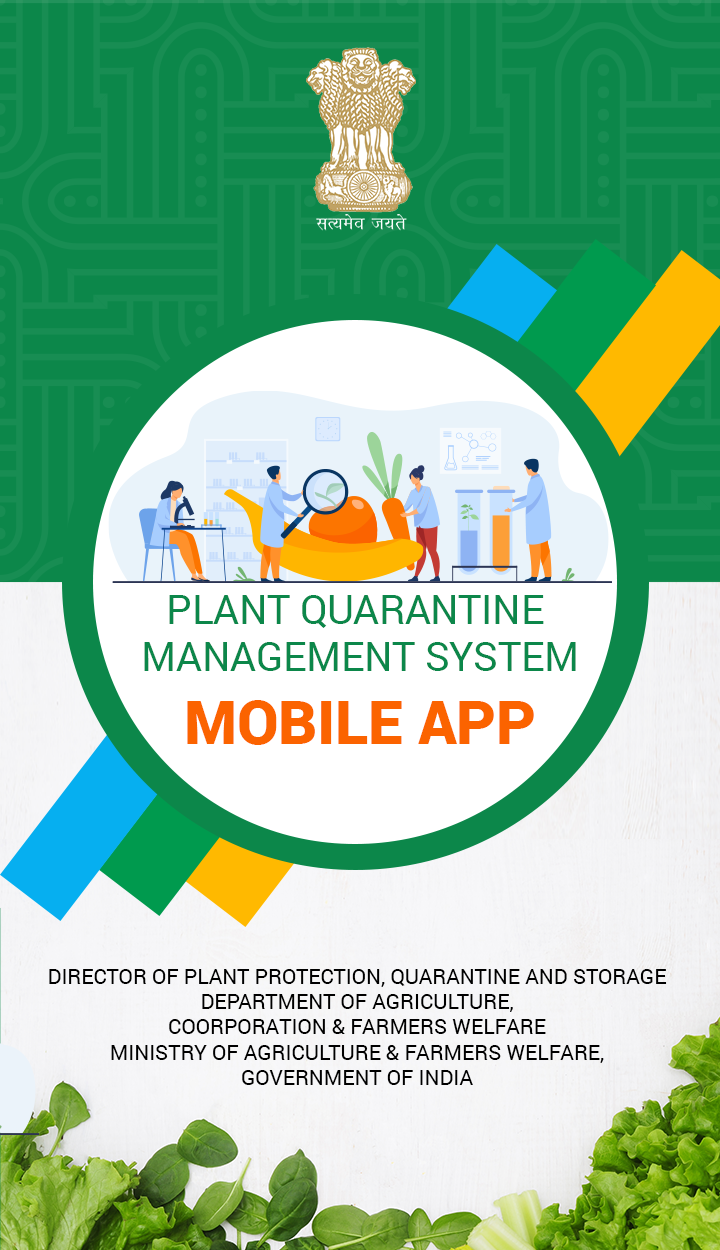 सत्यमेव जयते
PLANT QUARANTINE
MANAGEMENT SYSTEM
MOBILE APP
DIRECTOR OF PLANT PROTECTION, QUARANTINE AND STORAGE
DEPARTMENT OF AGRICULTURE,
COORPORATION & FARMERS WELFARE
MINISTRY OF AGRICULTURE & FARMERS WELFARE,
GOVERNMENT OF INDIA